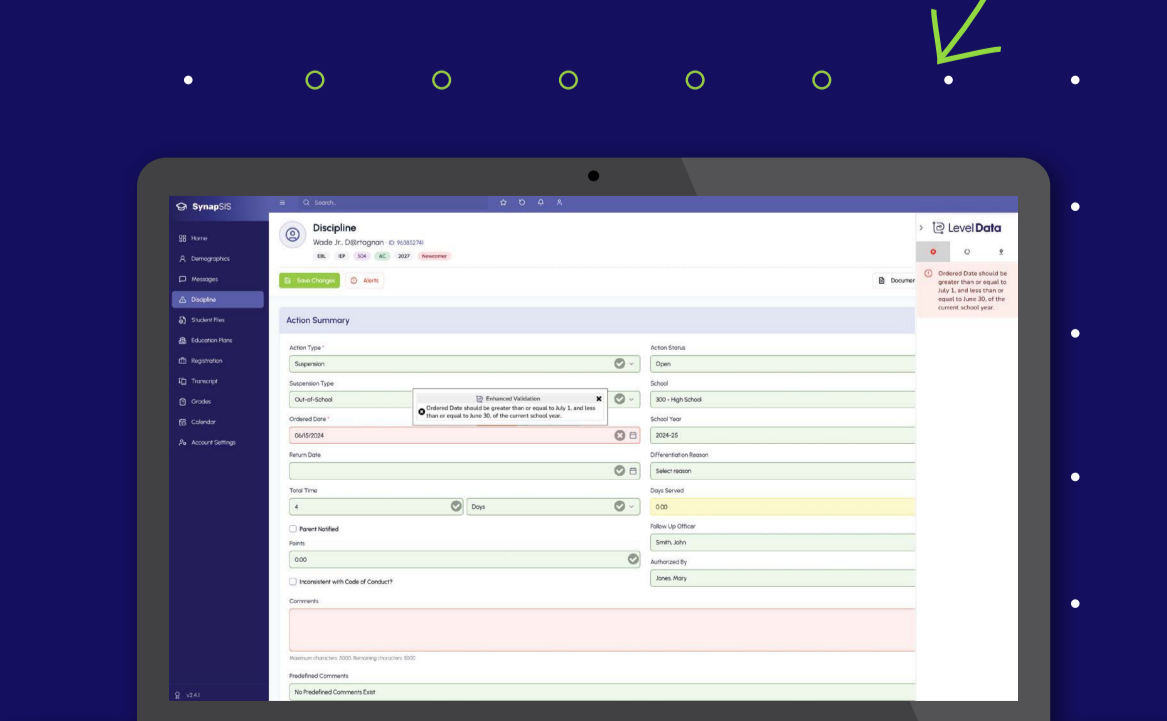 SynapSIS
Search..
Home
Demographics
Messages
Discipline
Student Files
Education Plans
Registration
Transcript
Grades
Calendar
Account Settings
v2.4.1
Discipline
Wade Jr., D@rtagnan · ID: 963852741
EBL IEP 504 AC 2027 Newcomer
Save Changes Alerts
Documen
Level Data
Ordered Date should be
greater than or equal to
July 1, and less than or
equal to June 30, of the
current school year.
Action Summary
Action Type *
Suspension
Action Status
Open
Suspension Type
Out-of-School
School
300 - High School
Enhanced Validation
Ordered Date should be greater than or equal to July 1, and less
than or equal to June 30, of the current school year.
Ordered Date *
06/15/2024
School Year
2024-25
Return Date
Differentiation Reason
Select reason
Total Time
4 Days
Days Served
0.00
Parent Notified
Follow Up Officer
Smith, John
Points
0.00
Authorized By
Jones, Mary
Inconsistent with Code of Conduct?
Comments
Predefined Comments
No Predefined Comments Exist